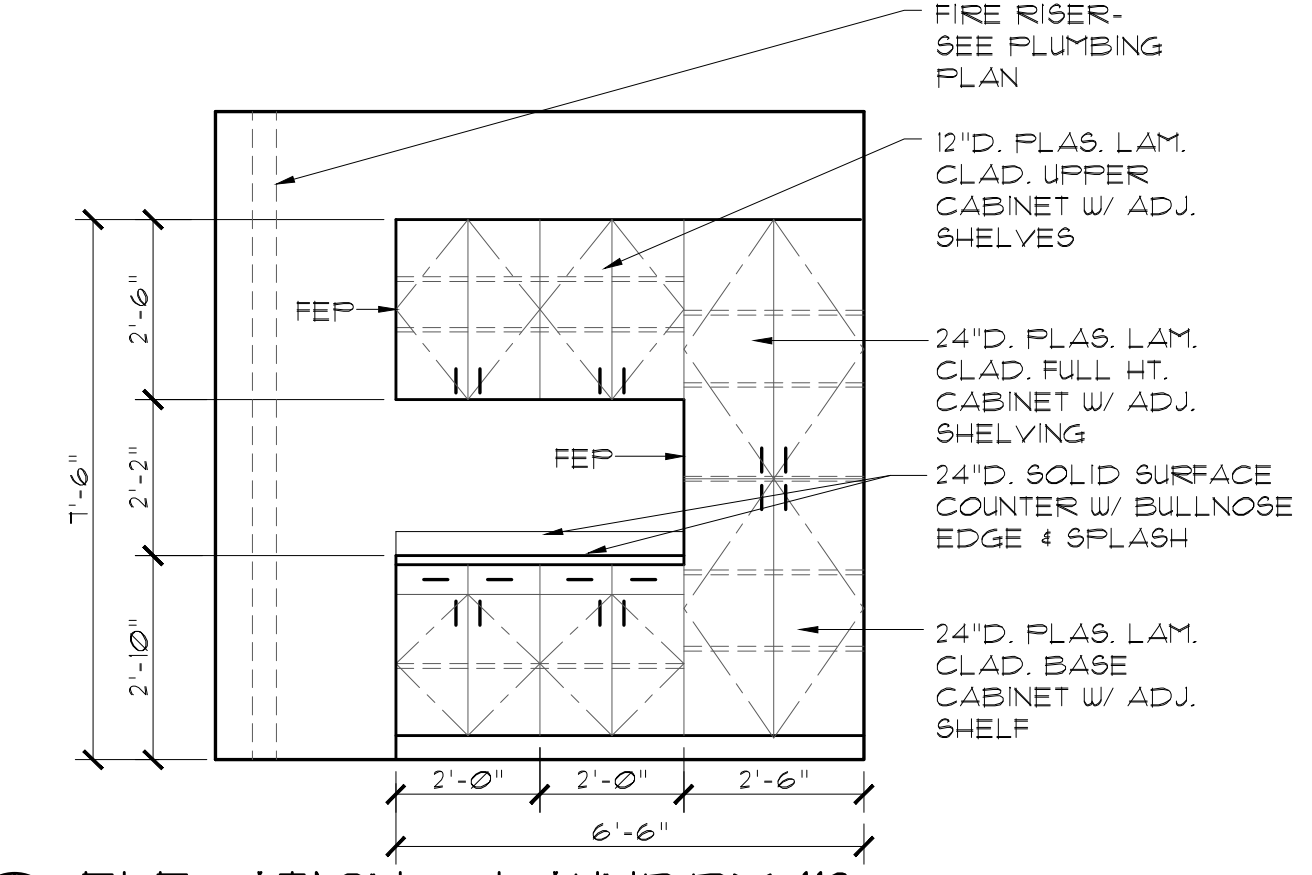 FIRE RISER-
SEE PLUMBING
PLAN
12"D. PLAS. LAM.
CLAD. UPPER
CABINET W/ ADJ.
SHELVES
24"D. PLAS. LAM.
CLAD. FULL HT.
CABINET W/ ADJ.
SHELVING
24"D. SOLID SURFACE
COUNTER W/ BULLNOSE
EDGE & SPLASH
24"D. PLAS. LAM.
CLAD. BASE
CABINET W/ ADJ.
SHELF
FEP
FEP
7'-6"
2'-6"
2'-2"
2'-10"
2'-0"
2'-0"
2'-6"
6'-6"